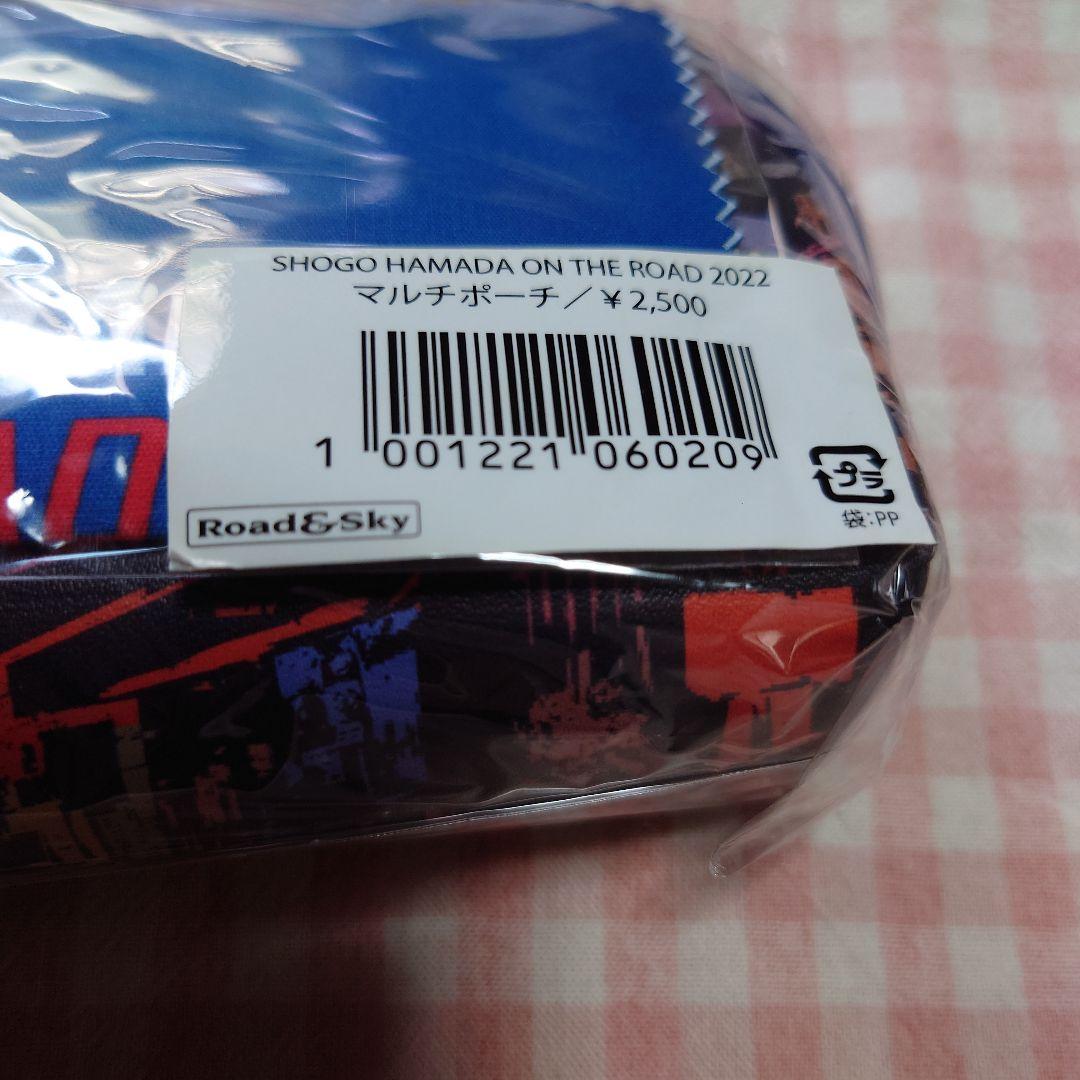 SHOGO HAMADA ON THE ROAD 2022
マルチポーチ／￥2,500
1 001221 060209
プラ
袋:PP
Road&Sky